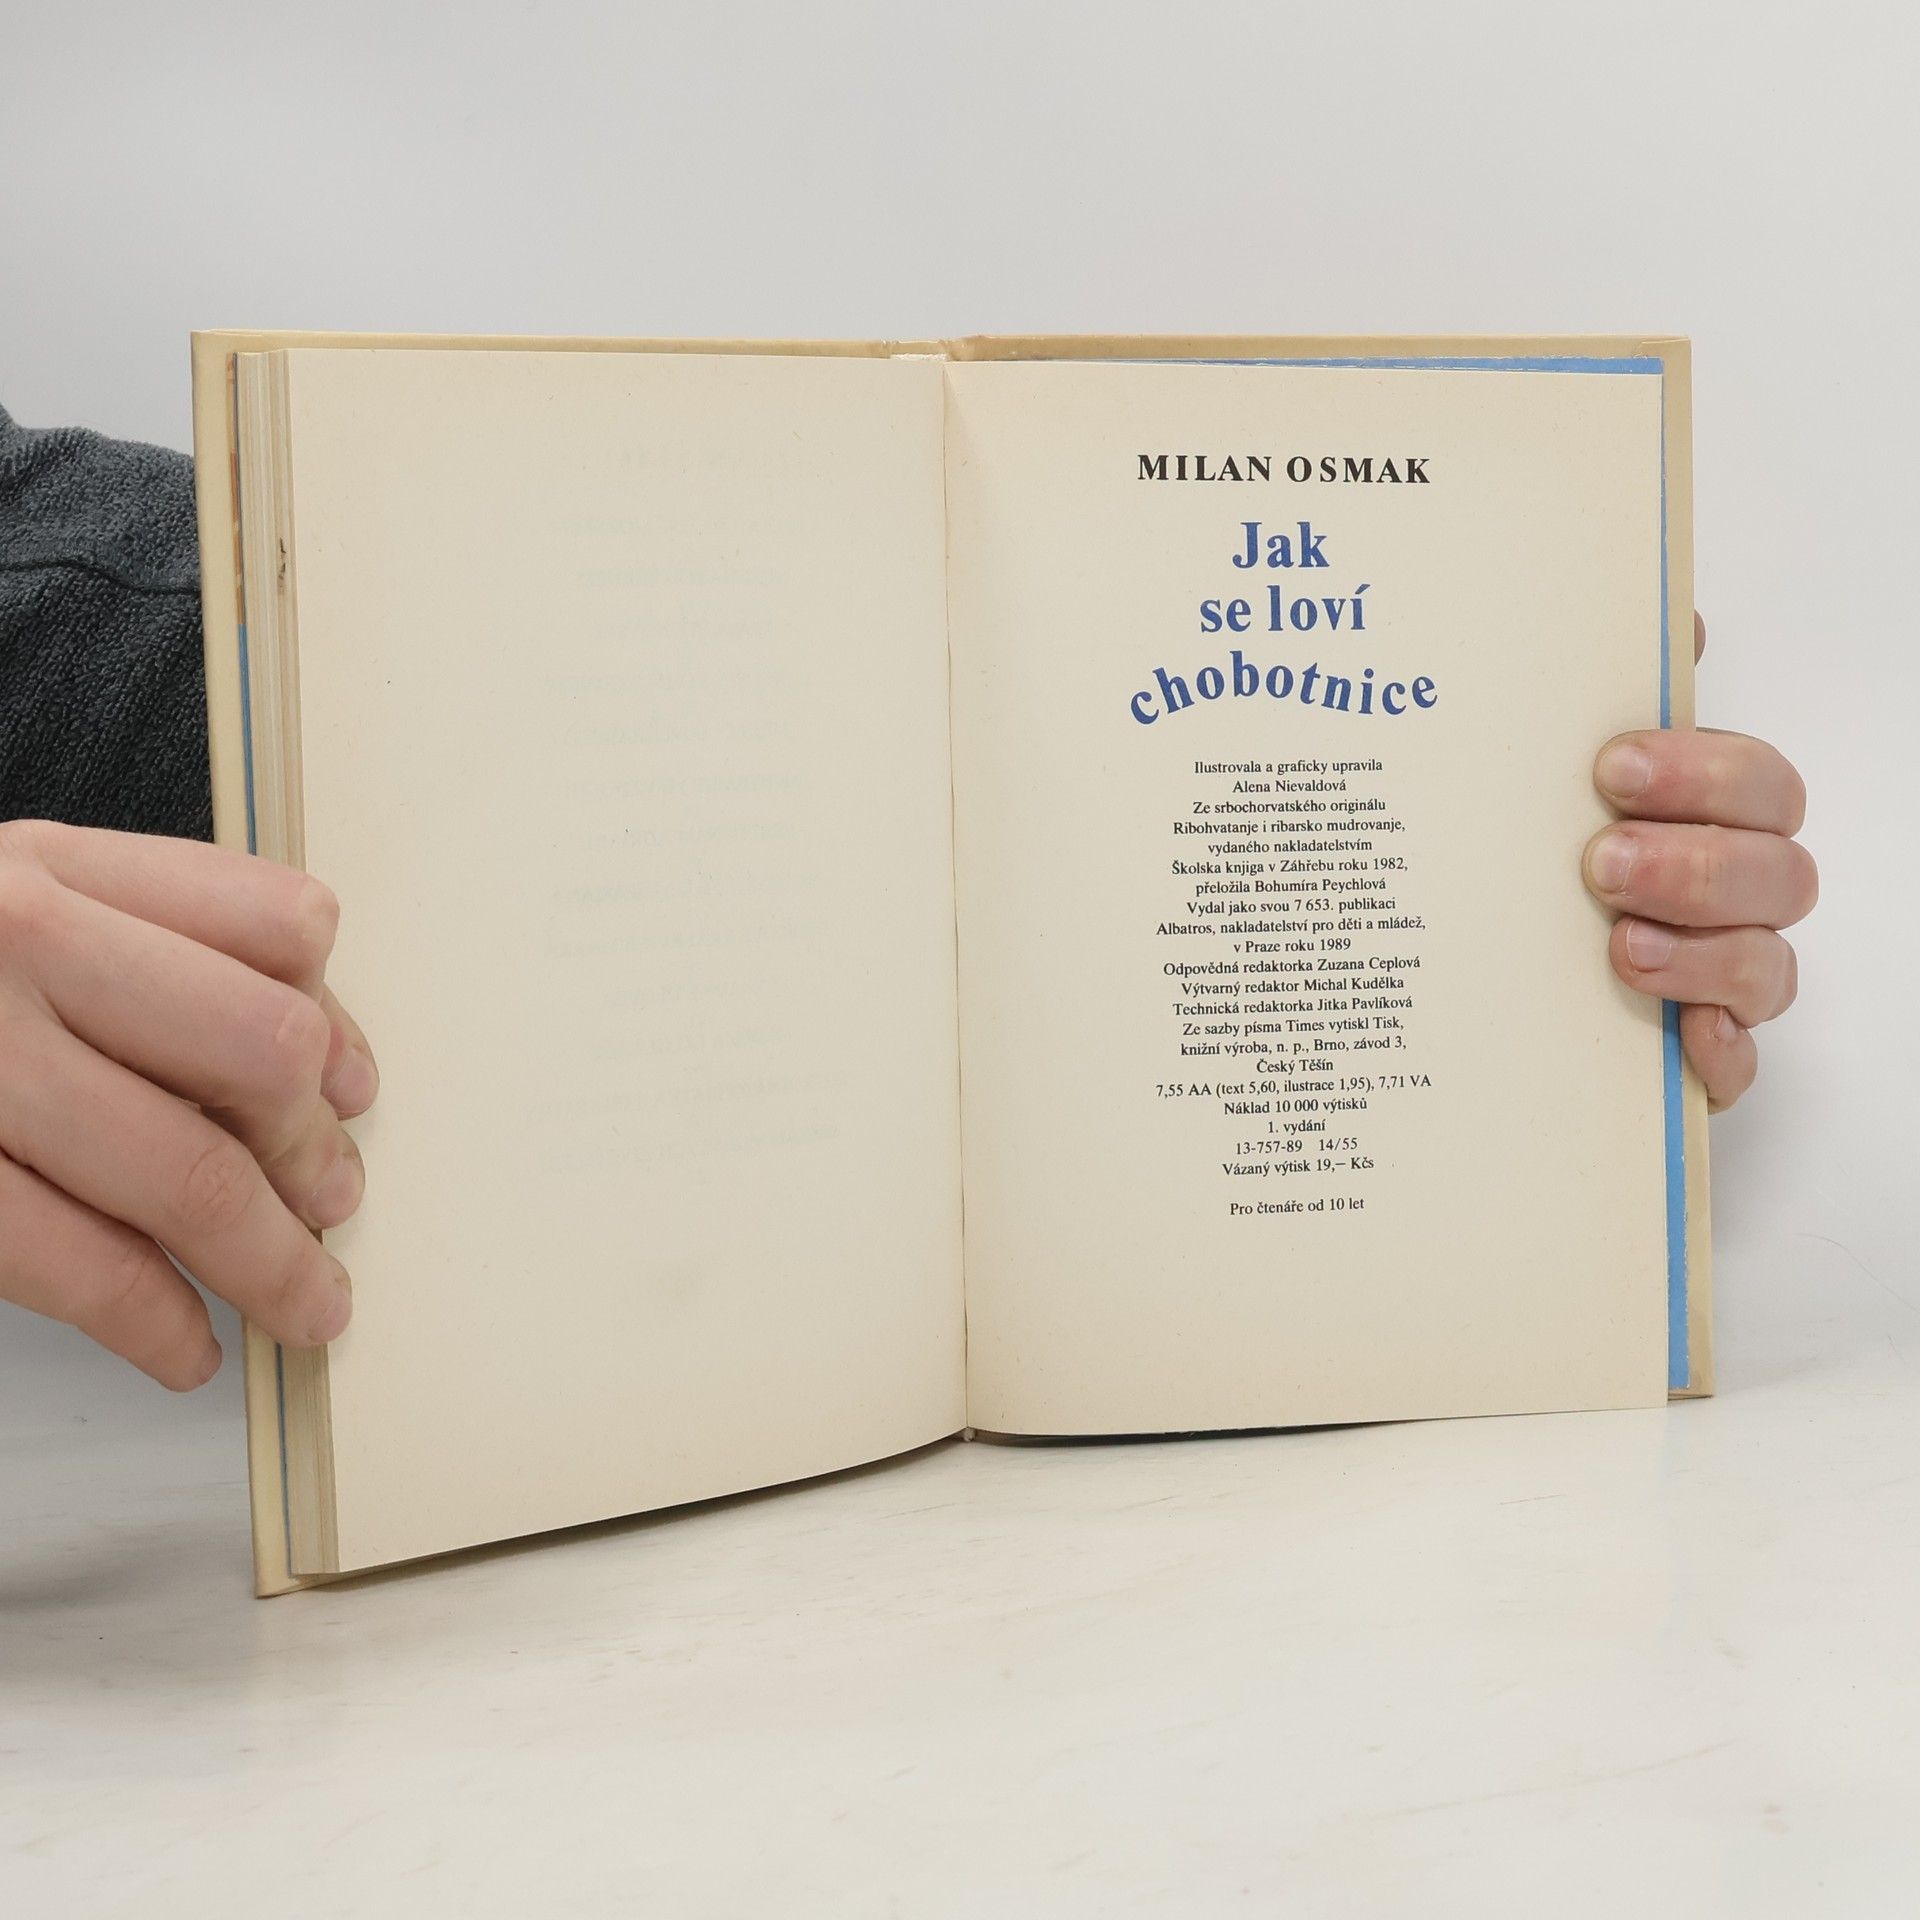 MILAN OSMAK
Jak
se loví
chobotnice
Ilustrovala a graficky upravila
Alena Nievaldová
Ze srbochorvatského originálu
Ribohvatanje i ribarsko mudrovanje,
vydaného nakladatelstvím
Školska knjiga v Záhřebu roku 1982,
přeložila Bohumíra Peychlová
Vydal jako svou 7 653. publikaci
Albatros, nakladatelství pro děti a mládež,
v Praze roku 1989
Odpovědná redaktorka Zuzana Ceplová
Výtvarný redaktor Michal Kudělka
Technická redaktorka Jitka Pavlíková
Ze sazby písma Times vytiskl Tisk,
knižní výroba, n. p., Brno, závod 3,
Český Těšín
7,55 AA (text 5,60, ilustrace 1,95), 7,71 VA
Náklad 10 000 výtisků
1. vydání
13-757-89 14/55
Vázaný výtisk 19,— Kčs
Pro čtenáře od 10 let